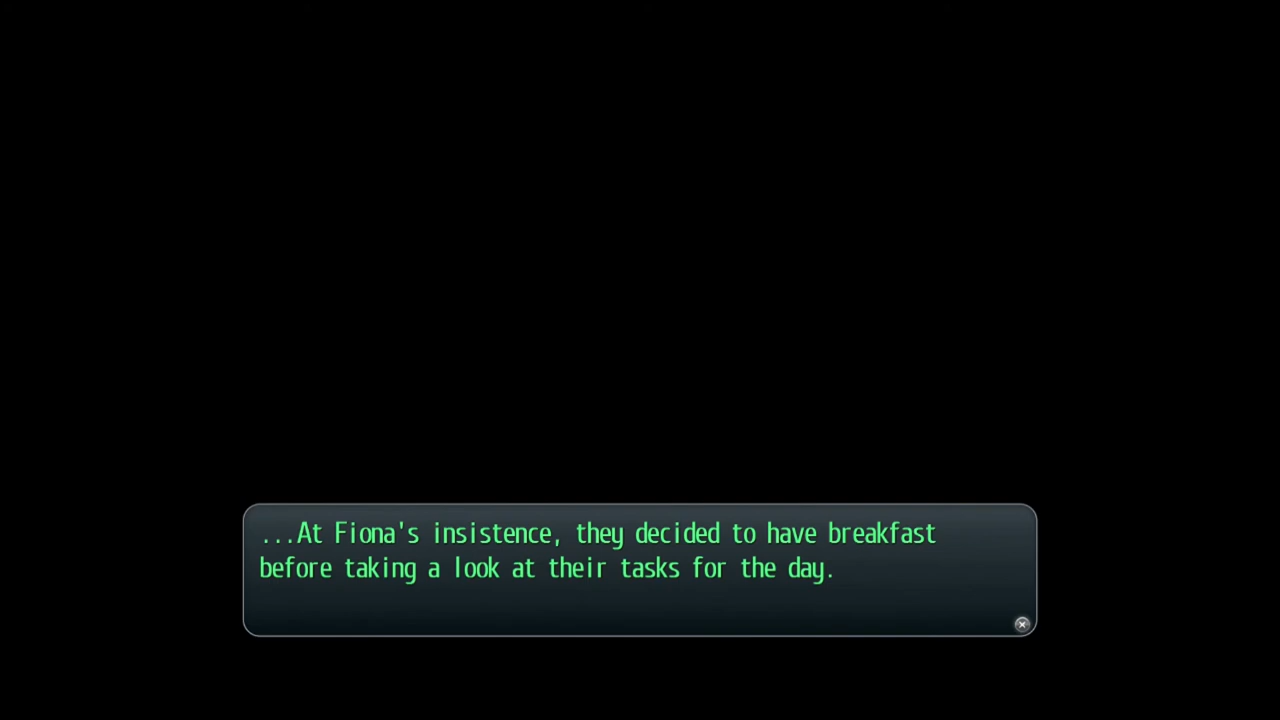 ...At Fiona's insistence, they decided to have breakfast
before taking a look at their tasks for the day.